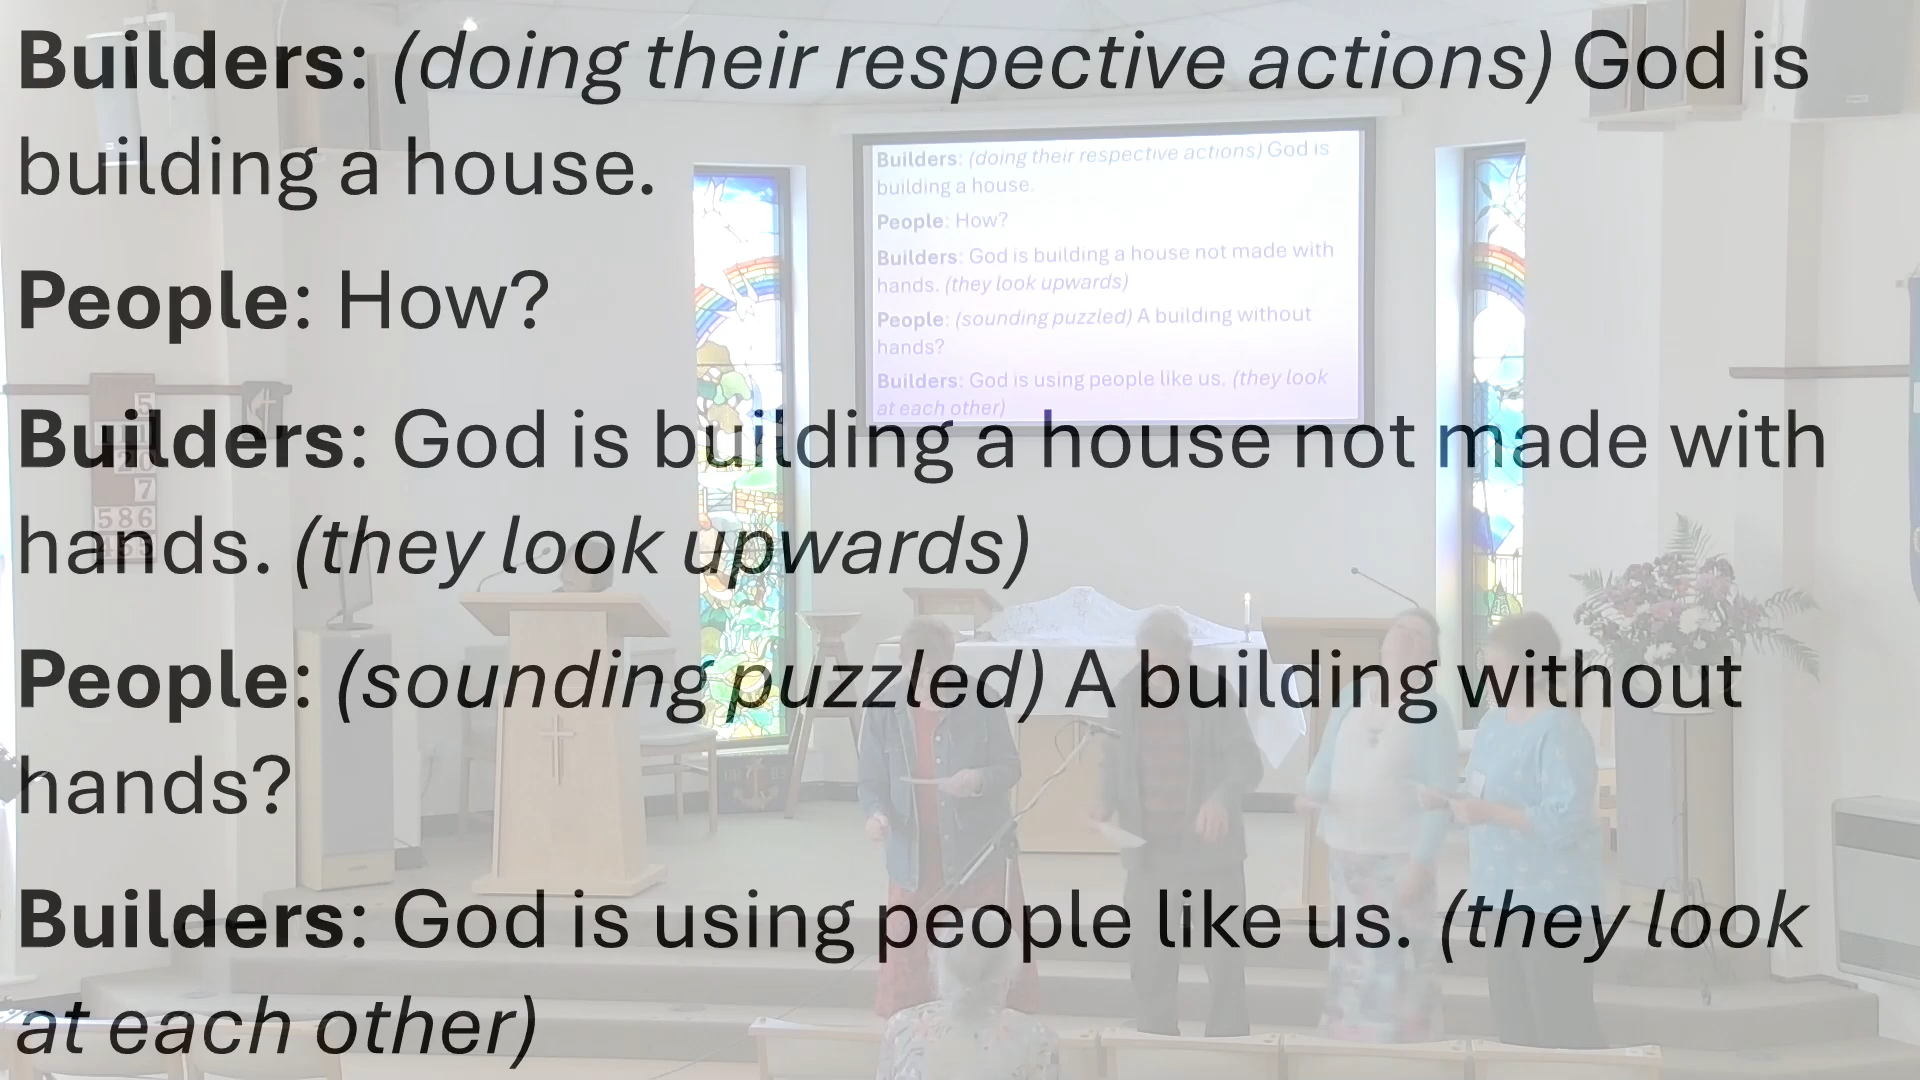 Builders: (doing their respective actions) God is
building a house.
People: How?
Builders: God is building a house not made with
hands. (they look upwards)
People: (sounding puzzled) A building without
hands?
Builders: God is using people like us. (they look
at each other)
Builders: (doing their respective actions) God is
building a house.
People: How?
Builders: God is building a house not made with
hands. (they look upwards)
People: (sounding puzzled) A building without
hands?
Builders: God is using people like us. (they look
at each other)
5
20
7
586